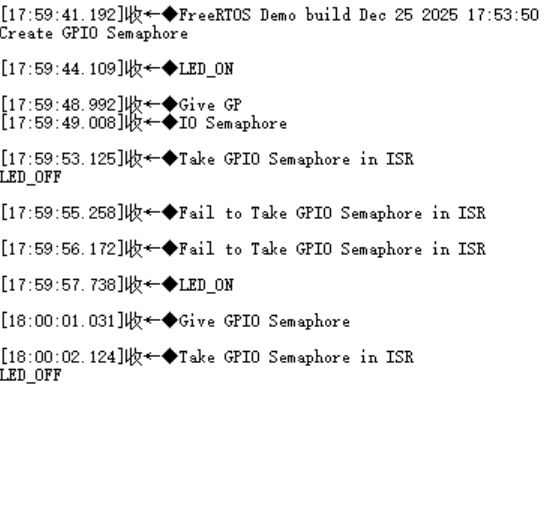 [17:59:41.192]收←◆FreeRTOS Demo build Dec 25 2025 17:53:50
Create GPIO Semaphore
[17:59:44.109]收←◆LED_ON
[17:59:48.992]收←◆Give GP
[17:59:49.008]收←◆IO Semaphore
[17:59:53.125]收←◆Take GPIO Semaphore in ISR
LED_OFF
[17:59:55.258]收←◆Fail to Take GPIO Semaphore in ISR
[17:59:56.172]收←◆Fail to Take GPIO Semaphore in ISR
[17:59:57.738]收←◆LED_ON
[18:00:01.031]收←◆Give GPIO Semaphore
[18:00:02.124]收←◆Take GPIO Semaphore in ISR
LED_OFF